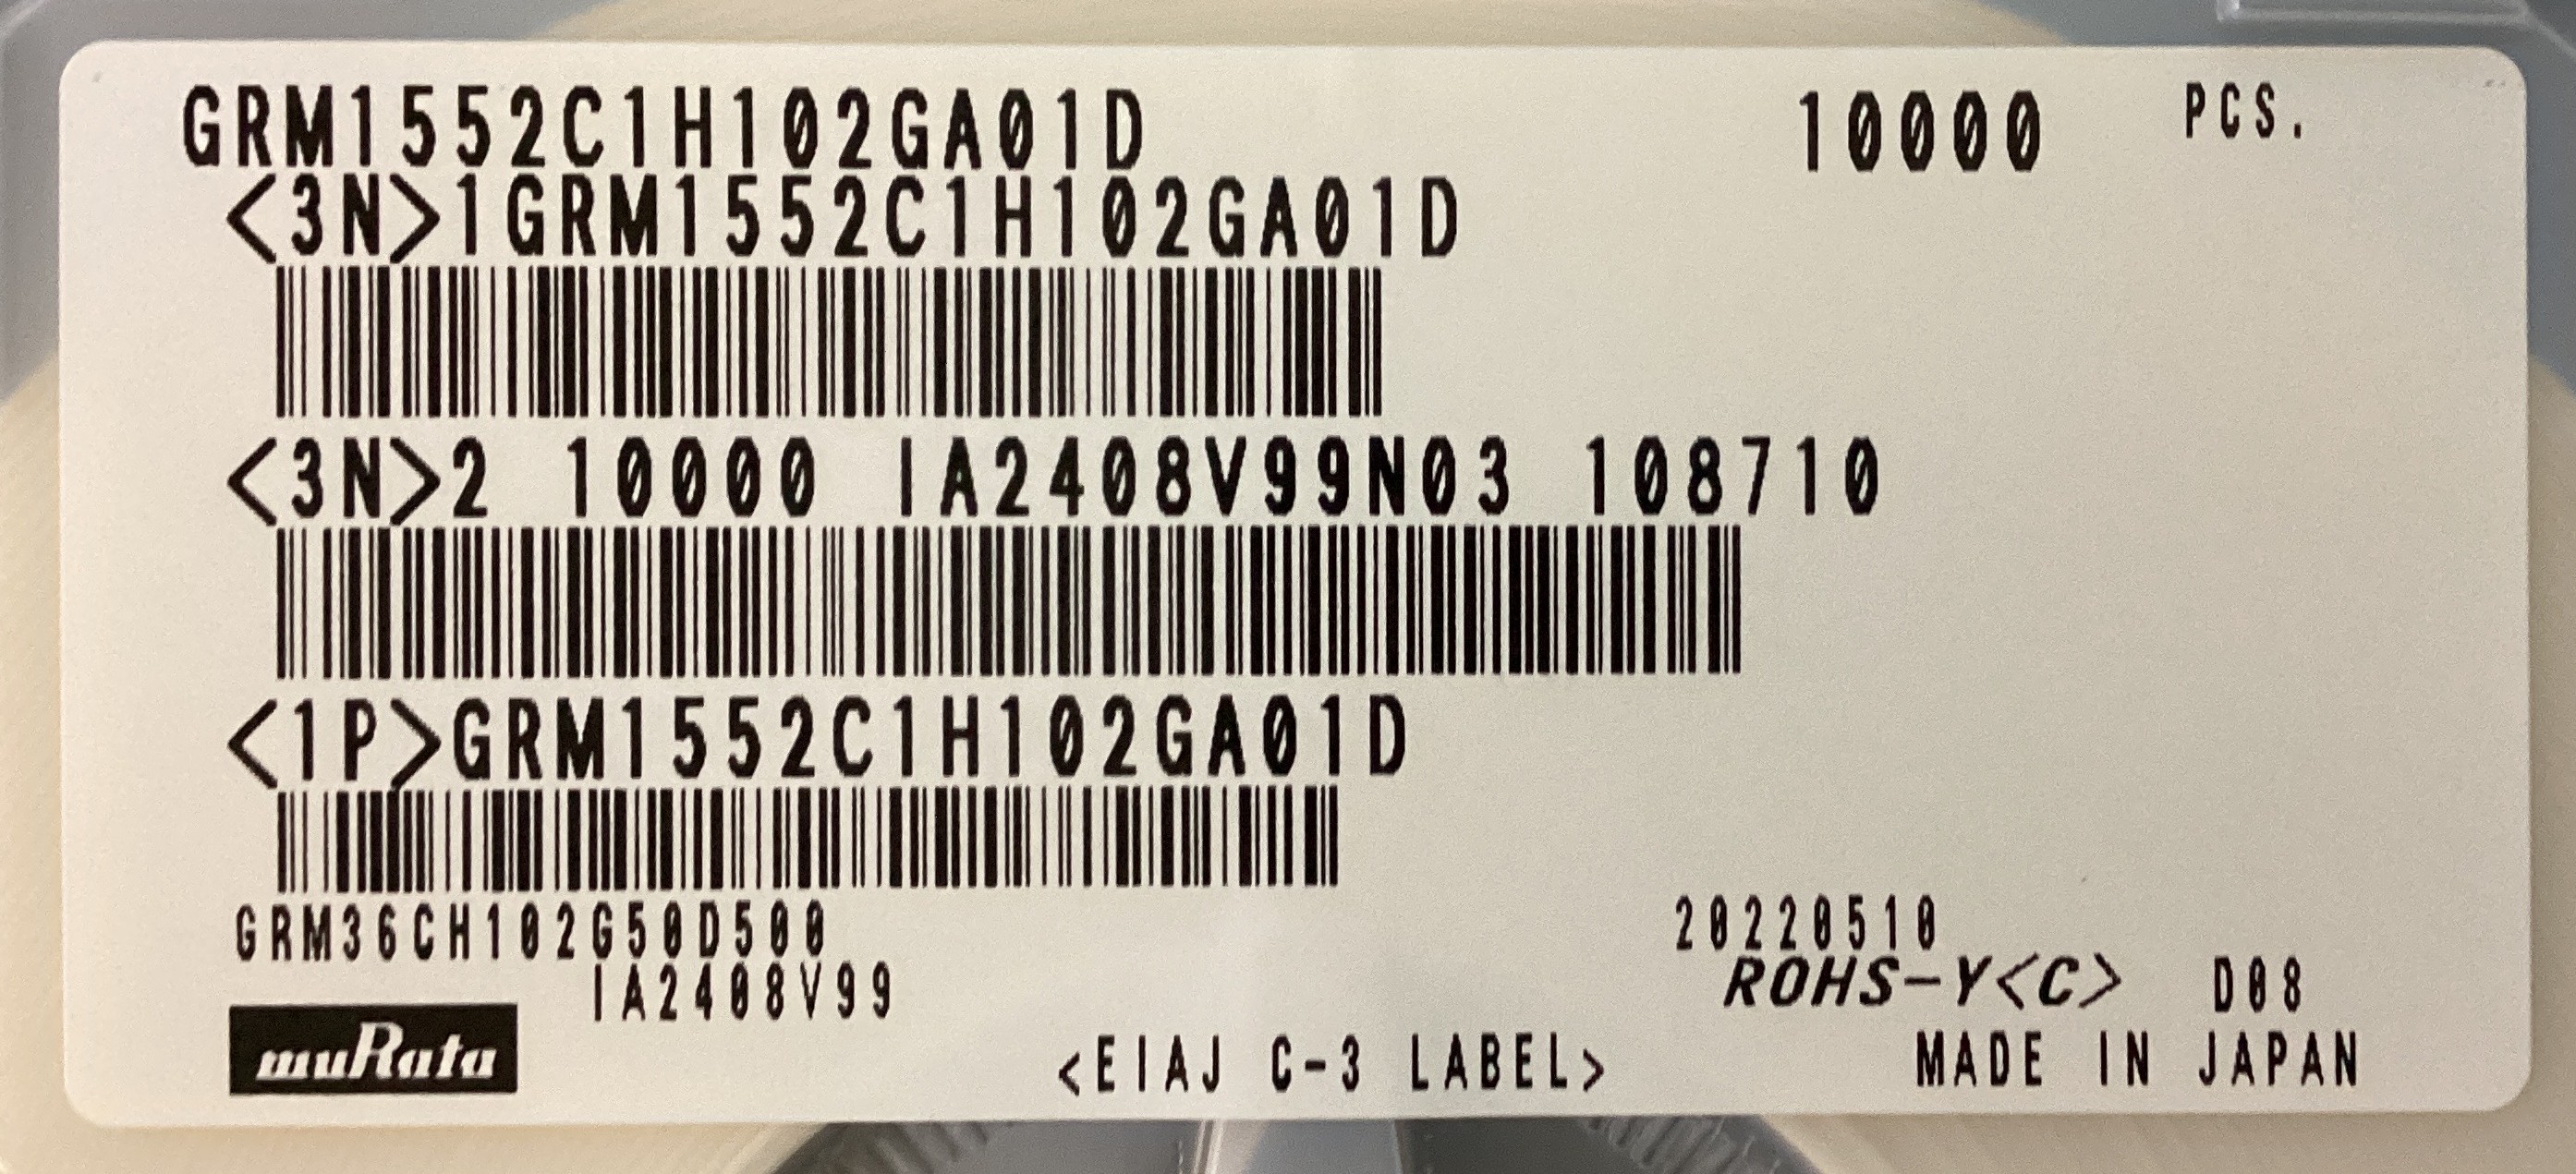 GRM1552C1H102GA01D 10000 PCS.
<3N>1GRM1552C1H102GA01D
<3N>2 10000 IA2408V99N03 108710
<1P>GRM1552C1H102GA01D
GRM36CH102G50D500 20220510
IA2408V99 ROHS-Y<C> D08
muRata <EIAJ C-3 LABEL> MADE IN JAPAN